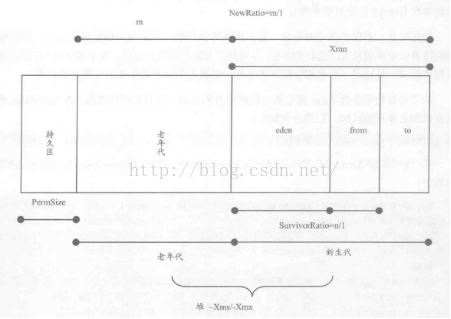 m
NewRatio=m/1
Xmn
持久区
老年代
eden
from
to
http://blog.csdn.net/
PermSize
SurvivorRatio=n/1
老年代
新生代
堆 -Xms/-Xmx